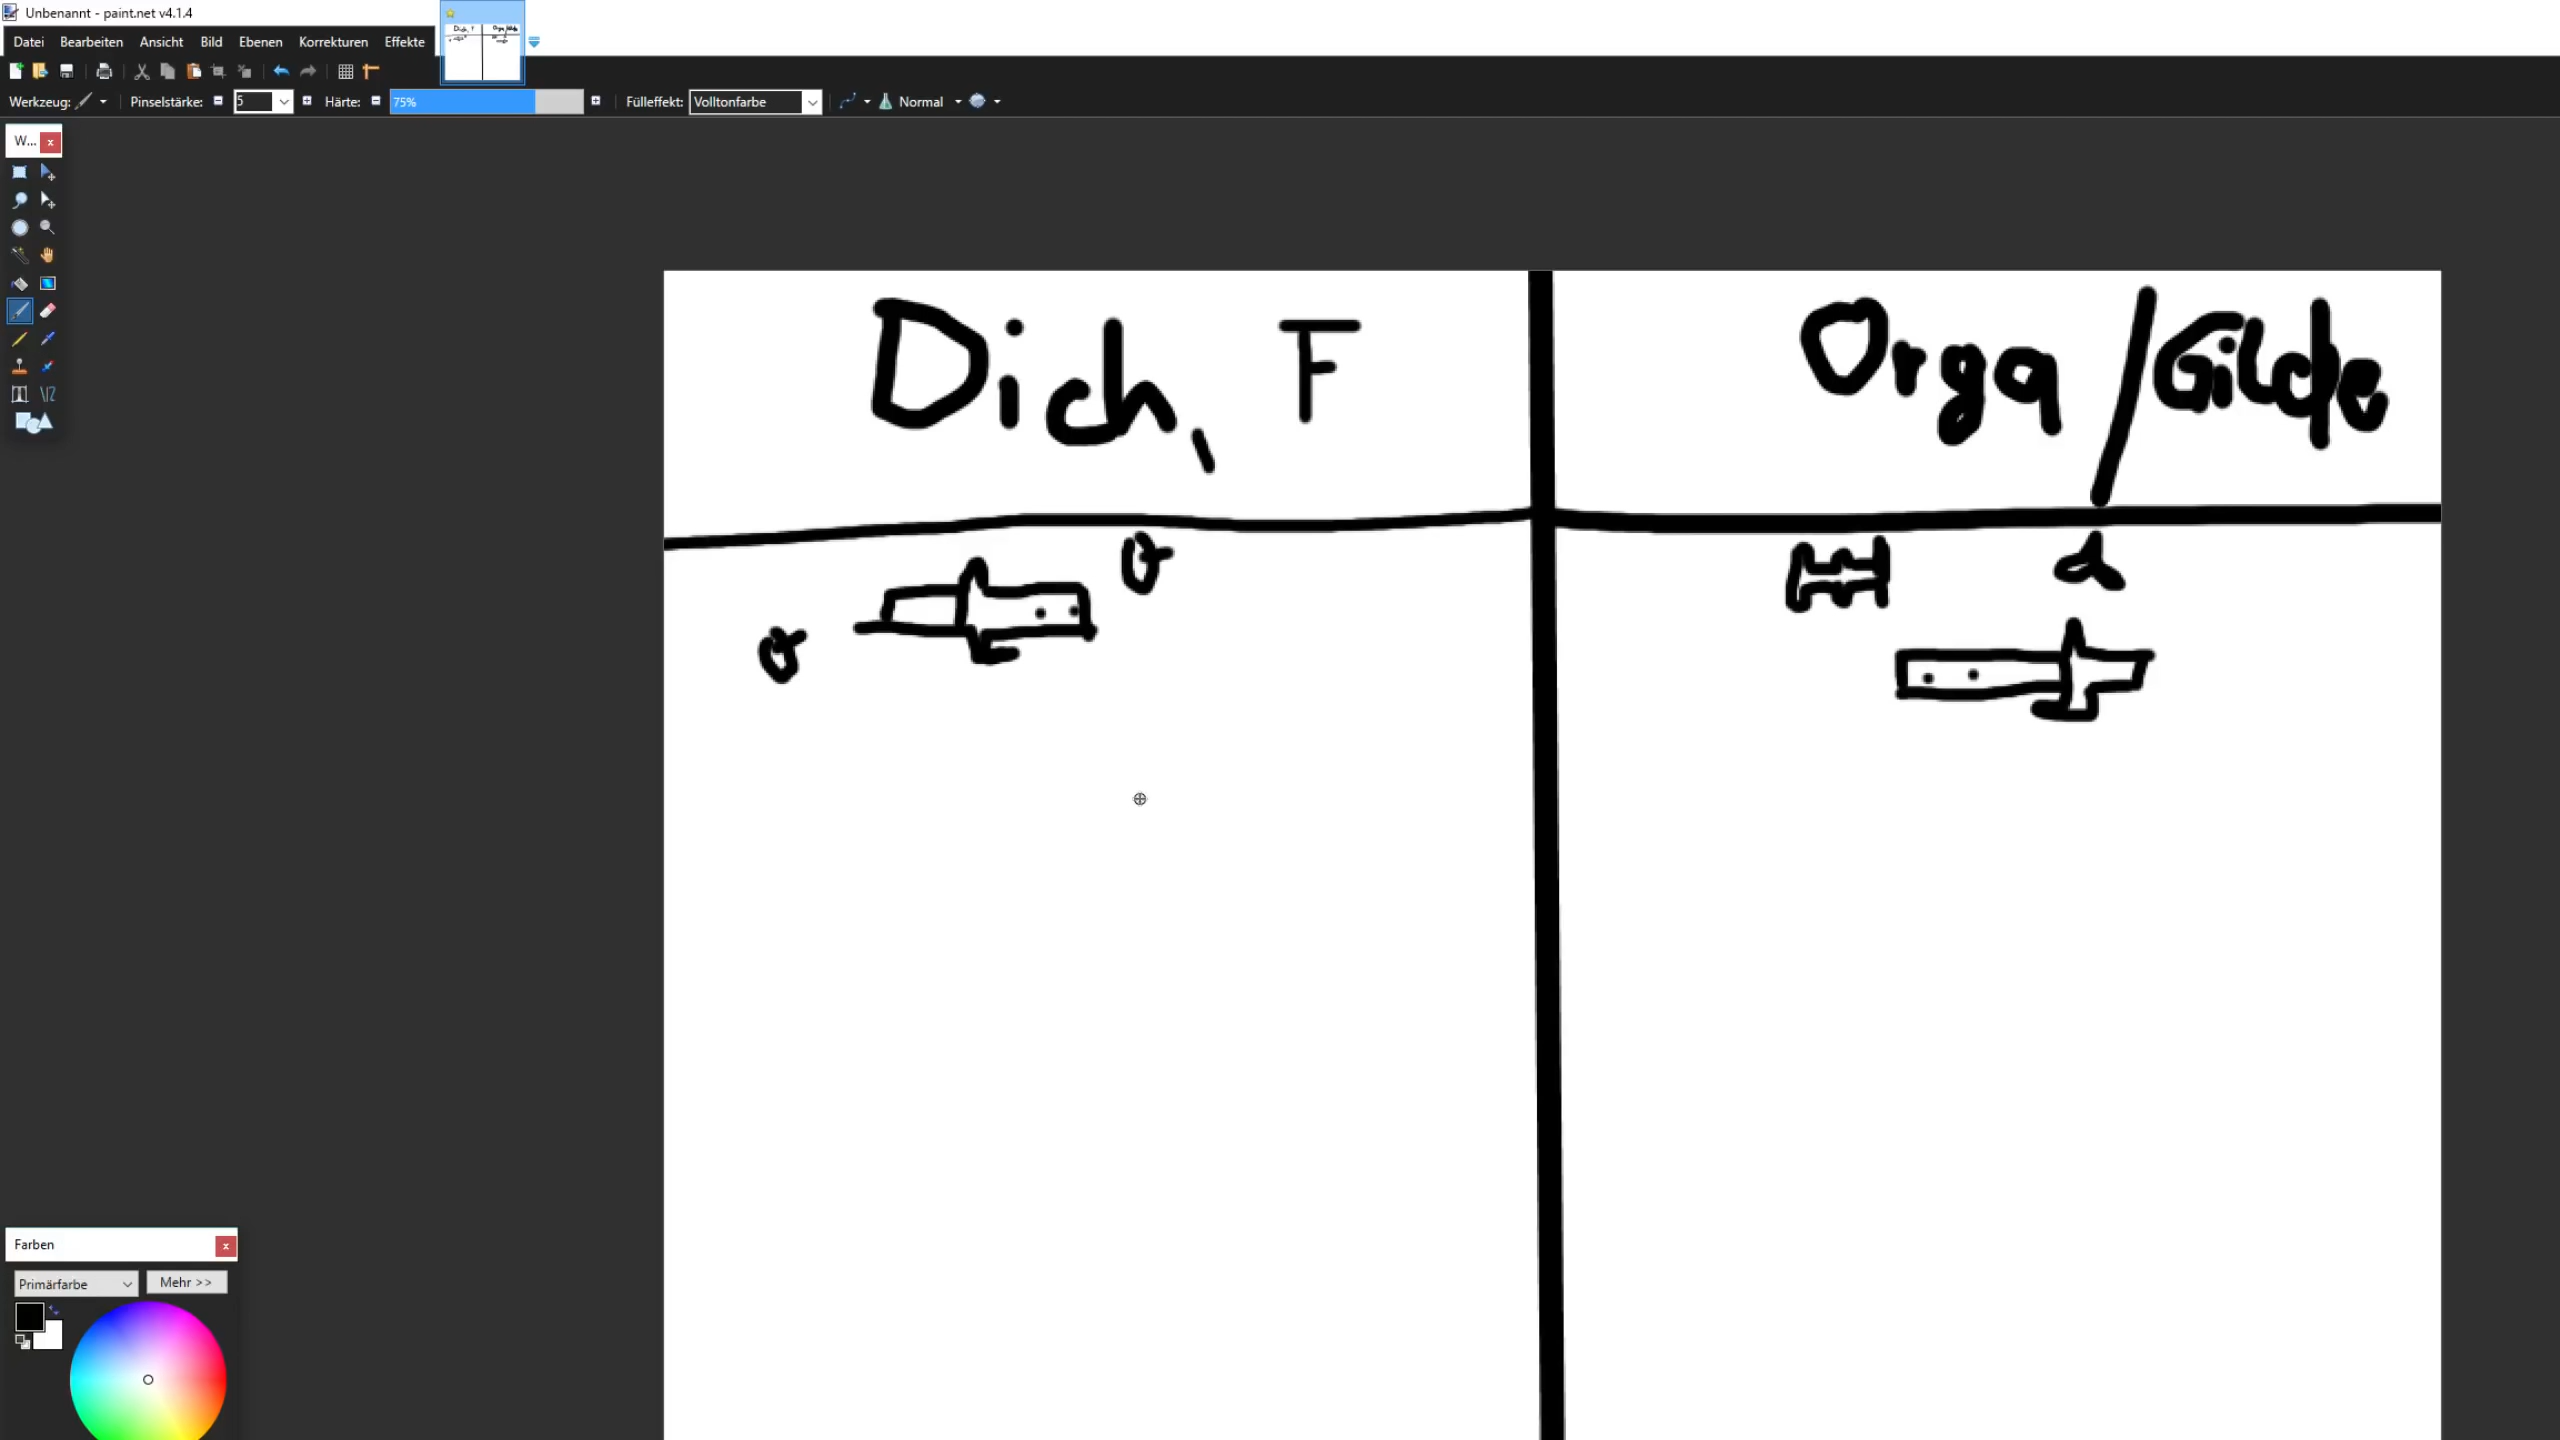 Unbenannt - paint.net v4.1.4
Datei Bearbeiten Ansicht Bild Ebenen Korrekturen Effekte
Werkzeug: Pinselstärke: 5 Härte: 75% Fülleffekt: Volltonfarbe Normal
W...
Dich, F
Orga/Gilde
Farben
Primärfarbe Mehr >>